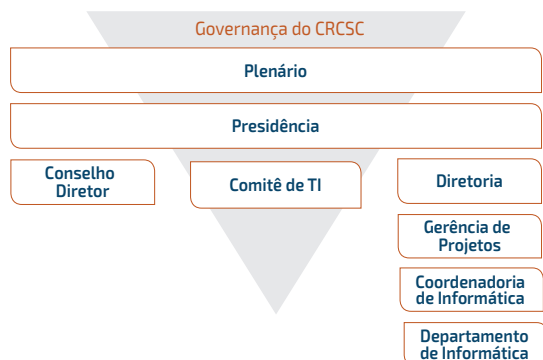 Governança do CRCSC
Plenário
Presidência
Conselho
Diretor
Comitê de TI
Diretoria
Gerência de
Projetos
Coordenadoria
de Informática
Departamento
de Informática